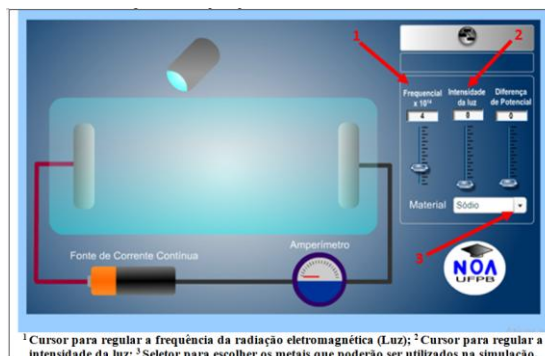 1
2
Frequencial
x 10¹⁴
Intensidade
da luz
Diferença
de Potencial
4
0
0
Material
Sódio
3
Fonte de Corrente Contínua
Amperímetro
NOA
UFPB
¹ Cursor para regular a frequência da radiação eletromagnética (Luz); ² Cursor para regular a
intensidade da luz; ³ Seletor para escolher os metais que poderão ser utilizados na simulação